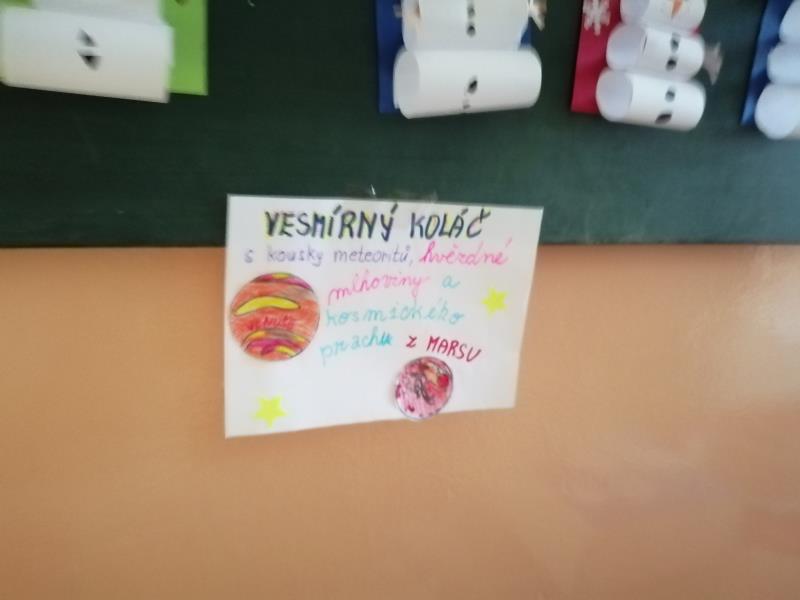 VESMÍRNÝ KOLÁČ
s kousky meteoritů, hvězdné
mlhoviny a
kosmického
prachu z MARSU